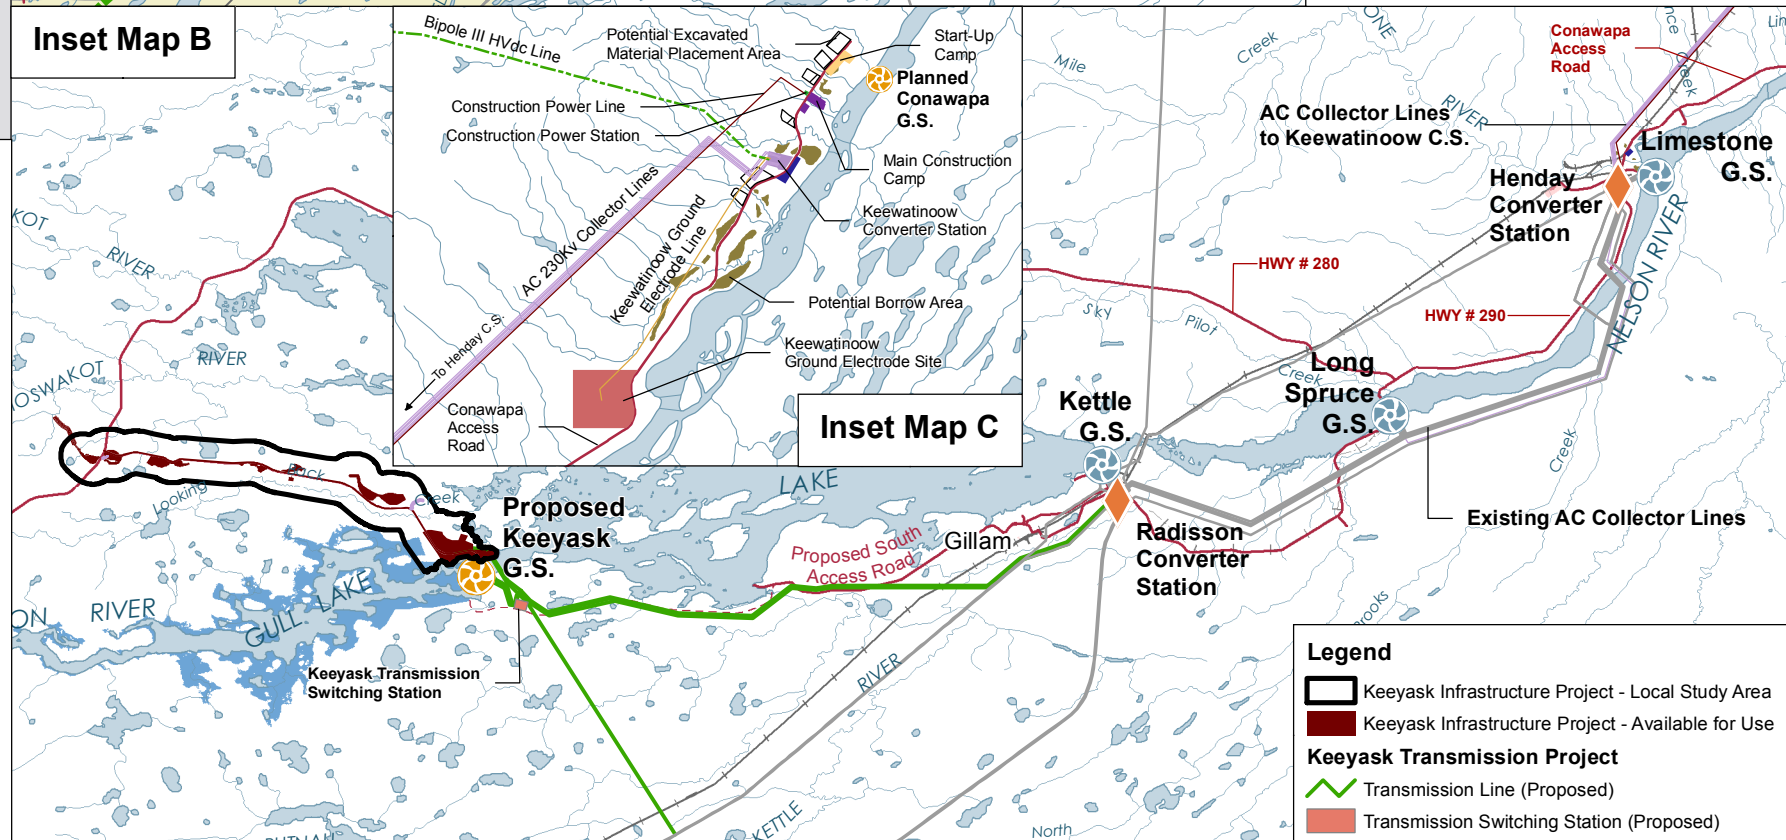 Inset Map B
Bipole III HVdc Line
Potential Excavated
Material Placement Area
Start-Up
Camp
Planned
Conawapa
G.S.
Construction Power Line
Construction Power Station
Main Construction
Camp
Keewatinoow
Converter Station
AC 230Kv Collector Lines
Keewatinoow Ground
Electrode Line
Potential Borrow Area
To Henday C.S.
Keewatinoow
Ground Electrode Site
Conawapa
Access
Road
Inset Map C
Mile
Creek
Conawapa
Access
Road
Creek
RIVER
AC Collector Lines
to Keewatinoow C.S.
Limestone
G.S.
Henday
Converter
Station
NELSON RIVER
HWY # 280
HWY # 290
Sky
Pilot
Creek
Long
Spruce
G.S.
Kettle
G.S.
Creek
Existing AC Collector Lines
RIVER
RIVER
Looking
Back
Creek
LAKE
Proposed
Keeyask
G.S.
Proposed South
Access Road
Gillam
Radisson
Converter
Station
RIVER
GULL LAKE
Keeyask Transmission
Switching Station
RIVER
KETTLE
North
Legend
Keeyask Infrastructure Project - Local Study Area
Keeyask Infrastructure Project - Available for Use
Keeyask Transmission Project
Transmission Line (Proposed)
Transmission Switching Station (Proposed)